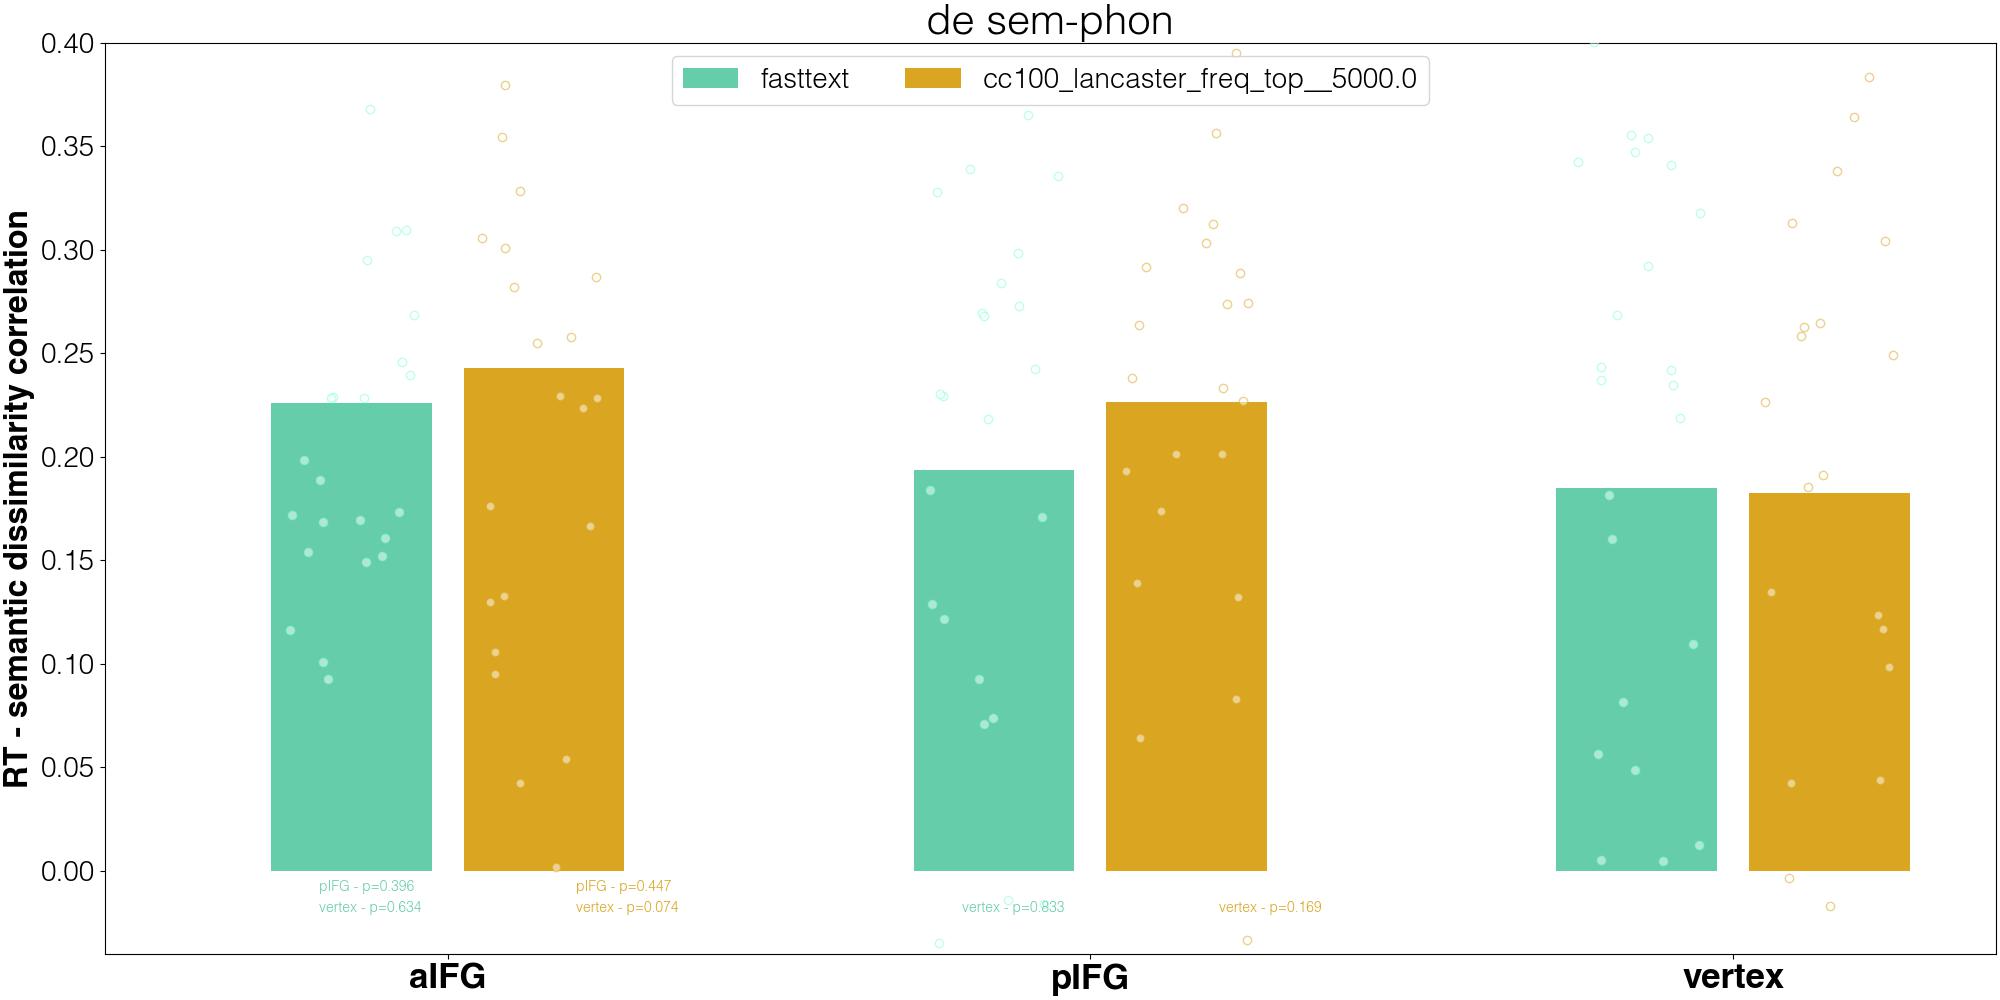 de sem-phon
fasttext
cc100_lancaster_freq_top__5000.0
RT - semantic dissimilarity correlation
0.40
0.35
0.30
0.25
0.20
0.15
0.10
0.05
0.00
pIFG - p=0.396
vertex - p=0.634
pIFG - p=0.447
vertex - p=0.074
vertex - p=0.833
vertex - p=0.169
aIFG
pIFG
vertex